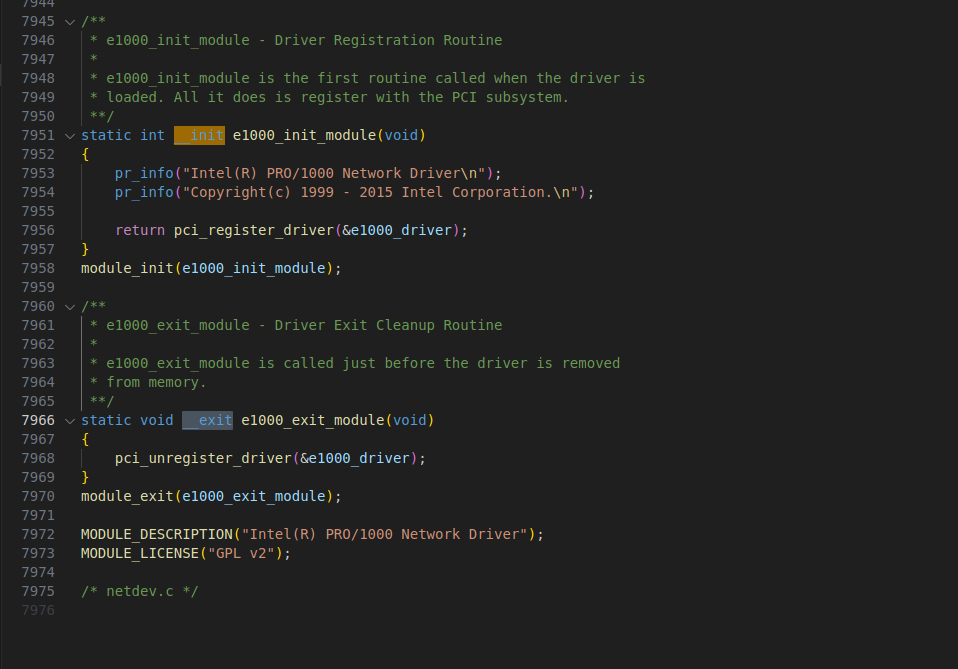 7944
7945 /**
7946  * e1000_init_module - Driver Registration Routine
7947  *
7948  * e1000_init_module is the first routine called when the driver is
7949  * loaded. All it does is register with the PCI subsystem.
7950  **/
7951 static int __init e1000_init_module(void)
7952 {
7953     pr_info("Intel(R) PRO/1000 Network Driver\n");
7954     pr_info("Copyright(c) 1999 - 2015 Intel Corporation.\n");
7955
7956     return pci_register_driver(&e1000_driver);
7957 }
7958 module_init(e1000_init_module);
7959
7960 /**
7961  * e1000_exit_module - Driver Exit Cleanup Routine
7962  *
7963  * e1000_exit_module is called just before the driver is removed
7964  * from memory.
7965  **/
7966 static void __exit e1000_exit_module(void)
7967 {
7968     pci_unregister_driver(&e1000_driver);
7969 }
7970 module_exit(e1000_exit_module);
7971
7972 MODULE_DESCRIPTION("Intel(R) PRO/1000 Network Driver");
7973 MODULE_LICENSE("GPL v2");
7974
7975 /* netdev.c */
7976